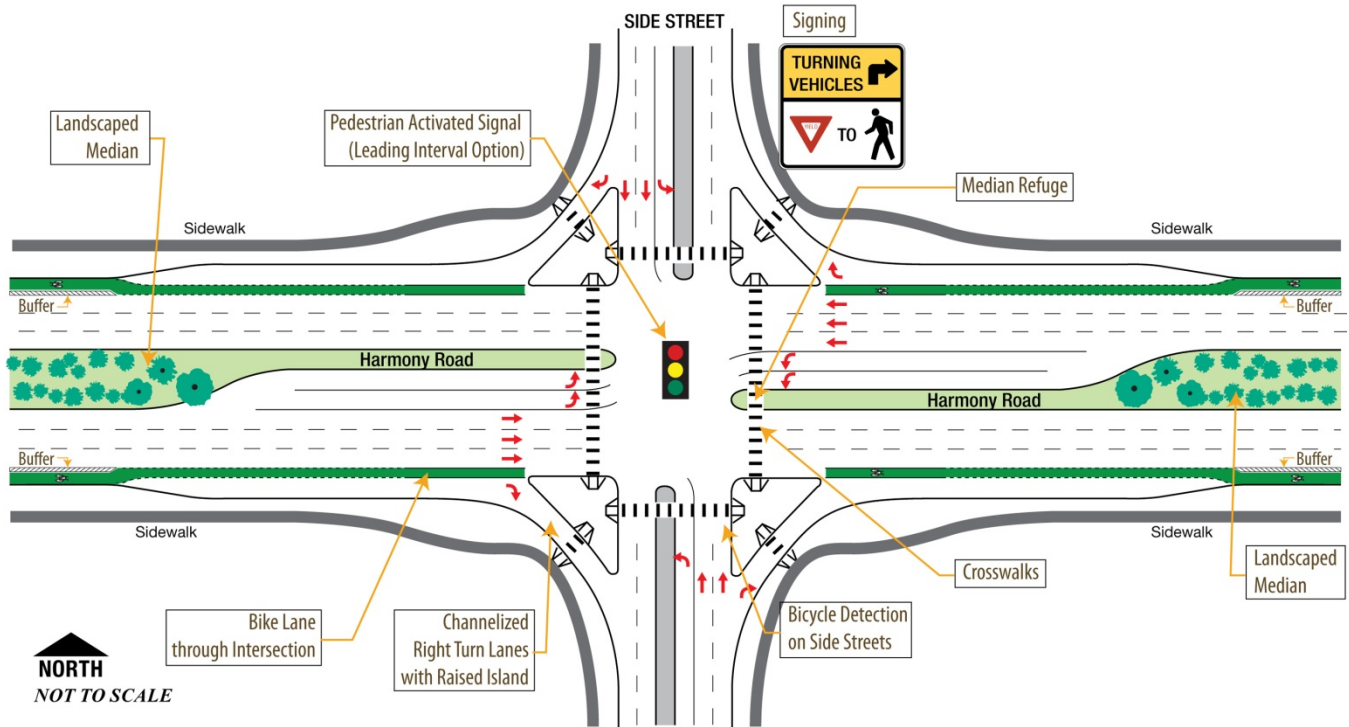 SIDE STREET
Signing
TURNING
VEHICLES
YIELD
TO
Landscaped
Median
Pedestrian Activated Signal
(Leading Interval Option)
Median Refuge
Sidewalk
Sidewalk
Buffer
Buffer
Harmony Road
Harmony Road
Buffer
Buffer
Sidewalk
Sidewalk
Bike Lane
through Intersection
Channelized
Right Turn Lanes
with Raised Island
Bicycle Detection
on Side Streets
Crosswalks
Landscaped
Median
NORTH
NOT TO SCALE